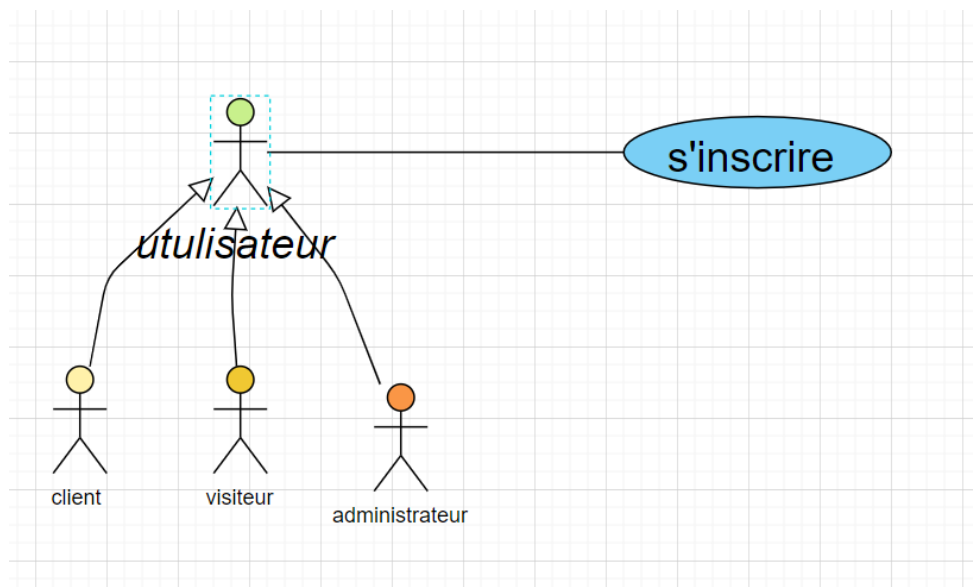 s'inscrire
utulisateur
client
visiteur
administrateur